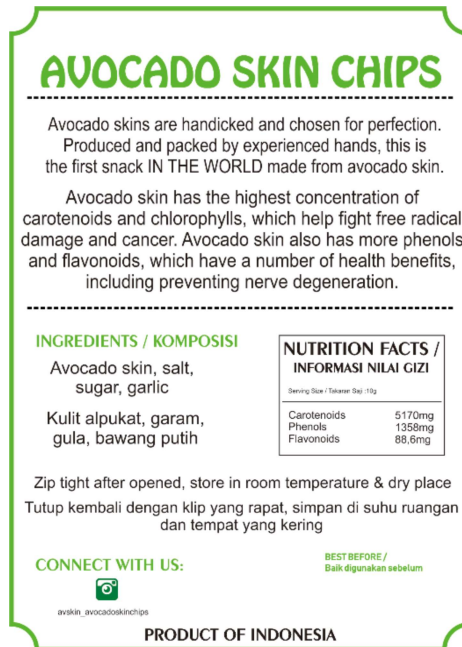 AVOCADO SKIN CHIPS
Avocado skins are handicked and chosen for perfection.
Produced and packed by experienced hands, this is
the first snack IN THE WORLD made from avocado skin.
Avocado skin has the highest concentration of
carotenoids and chlorophylls, which help fight free radical
damage and cancer. Avocado skin also has more phenols
and flavonoids, which have a number of health benefits,
including preventing nerve degeneration.
INGREDIENTS / KOMPOSISI
Avocado skin, salt,
sugar, garlic
Kulit alpukat, garam,
gula, bawang putih
NUTRITION FACTS /
INFORMASI NILAI GIZI
Serving Size / Takaran Saji :10g
Carotenoids 5170mg
Phenols 1358mg
Flavonoids 88,6mg
Zip tight after opened, store in room temperature & dry place
Tutup kembali dengan klip yang rapat, simpan di suhu ruangan
dan tempat yang kering
CONNECT WITH US:
avskin_avocadoskinchips
BEST BEFORE /
Baik digunakan sebelum
PRODUCT OF INDONESIA